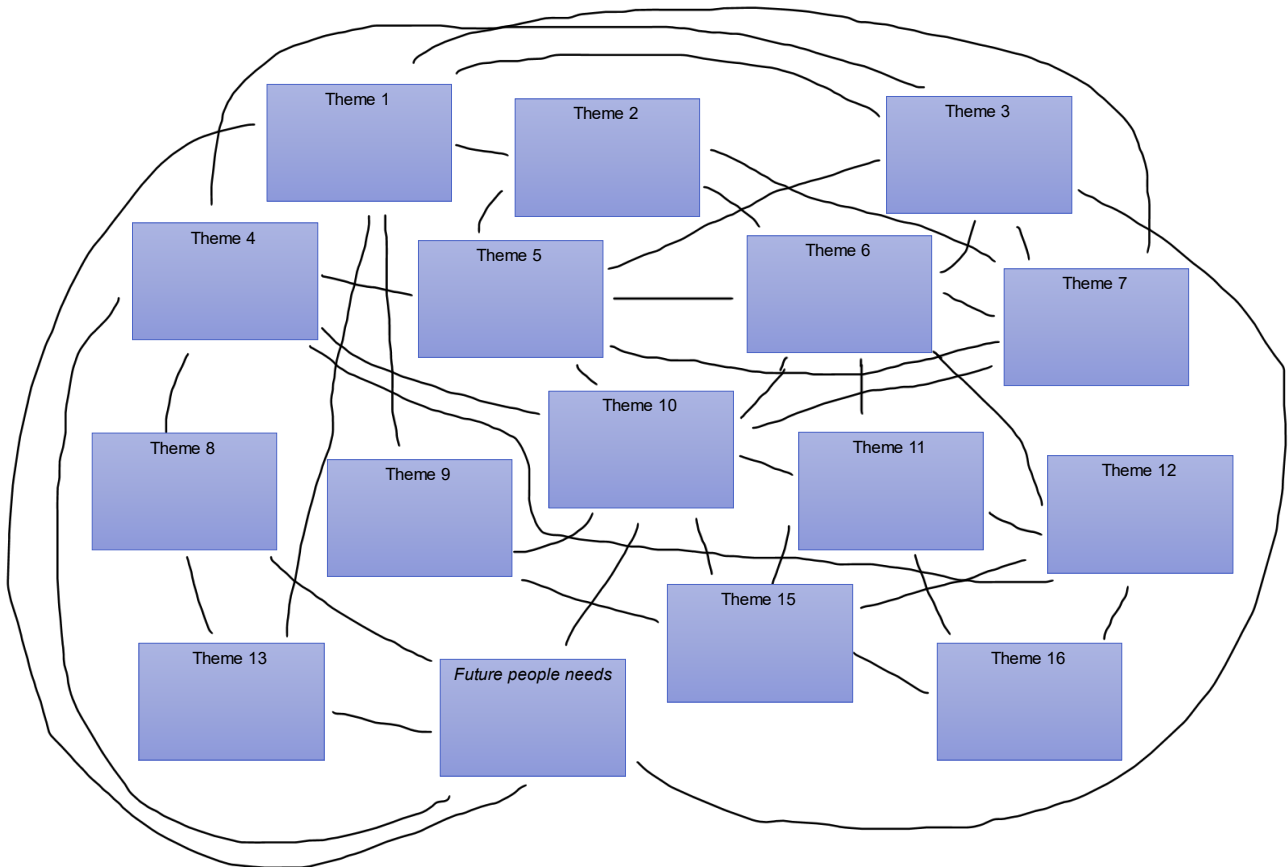 Theme 1
Theme 2
Theme 3
Theme 4
Theme 5
Theme 6
Theme 7
Theme 10
Theme 8
Theme 9
Theme 11
Theme 12
Theme 15
Theme 13
Future people needs
Theme 16